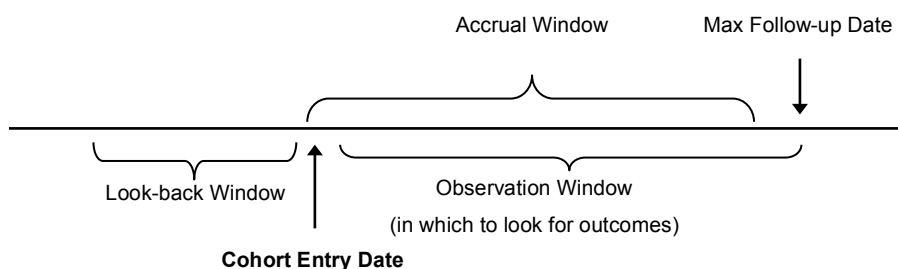 Accrual Window
Max Follow-up Date
Look-back Window
Observation Window
(in which to look for outcomes)
Cohort Entry Date